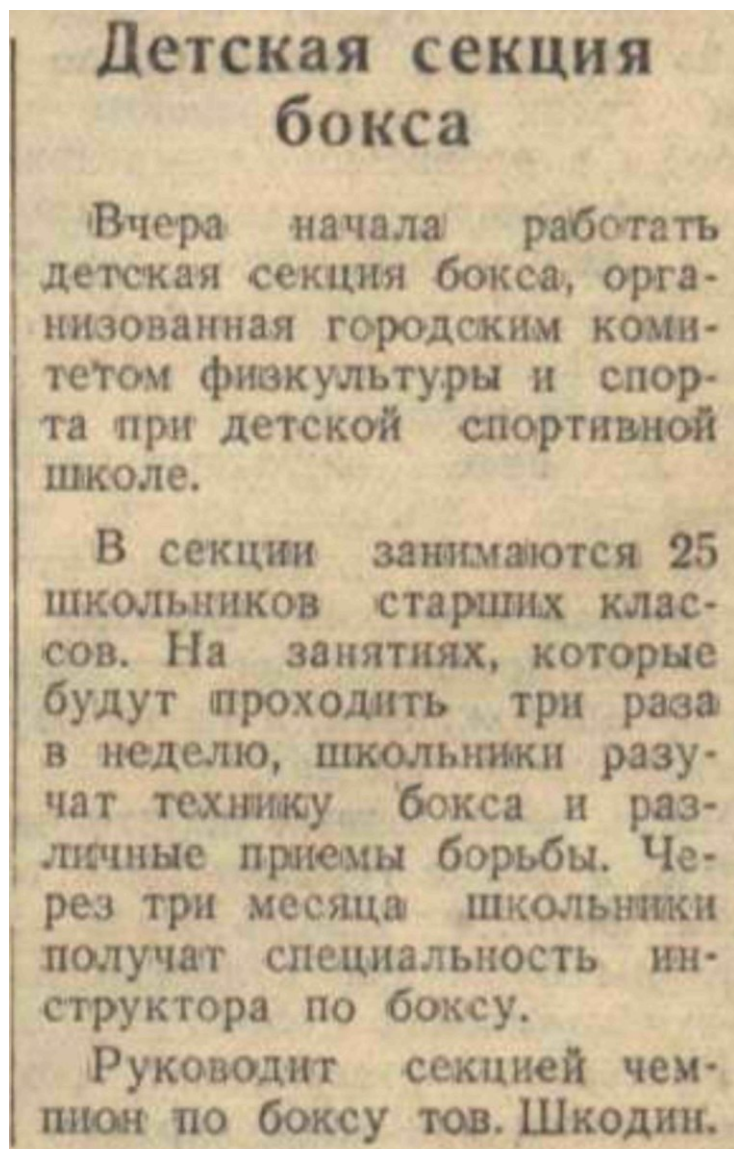 Детская секция
бокса
Вчера начала работать
детская секция бокса, орга-
низованная городским коми-
тетом физкультуры и спор-
та при детской спортивной
школе.
В секции занимаются 25
школьников старших клас-
сов. На занятиях, которые
будут проходить три раза
в неделю, школьники разу-
чат технику бокса и раз-
личные приемы борьбы. Че-
рез три месяца школьники
получат специальность ин-
структора по боксу.
Руководит секцией чем-
пион по боксу тов. Шкодин.